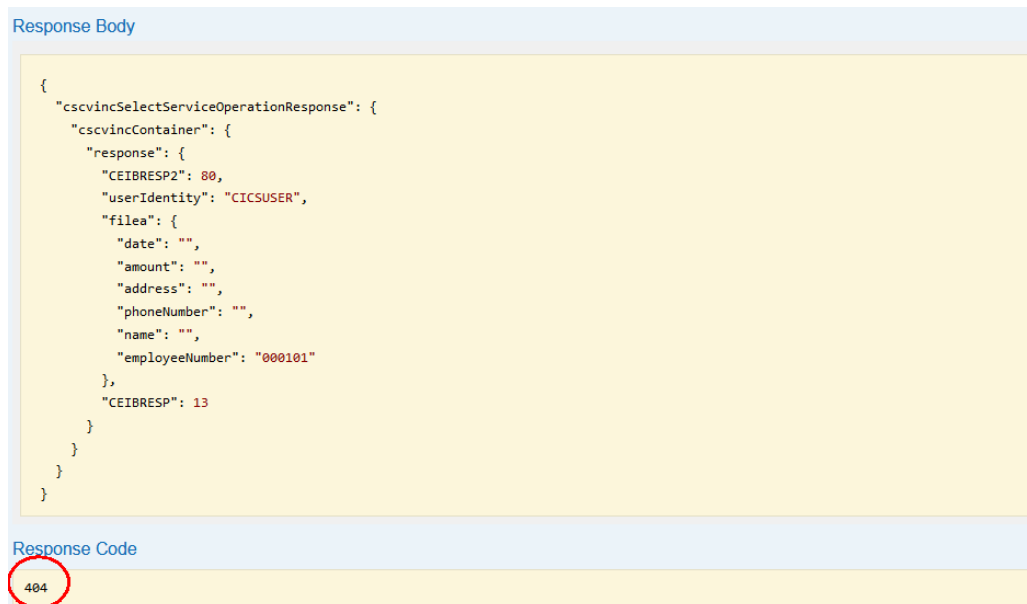 Response Body
{
"cscvincSelectServiceOperationResponse": {
"cscvincContainer": {
"response": {
"CEIBRESP2": 80,
"userIdentity": "CICSUSER",
"filea": {
"date": "",
"amount": "",
"address": "",
"phoneNumber": "",
"name": "",
"employeeNumber": "000101"
},
"CEIBRESP": 13
}
}
}
}
Response Code
404